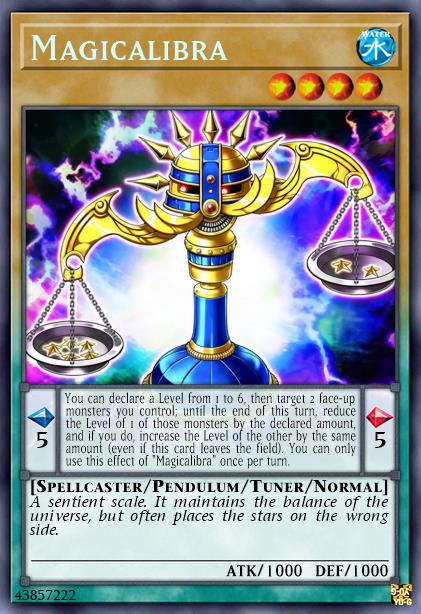 Magicalibra
WATER
水
You can declare a Level from 1 to 6, then target 2 face-up
monsters you control; until the end of this turn, reduce
the Level of 1 of those monsters by the declared amount,
and if you do, increase the Level of the other by the same
amount (even if this card leaves the field). You can only
use this effect of "Magicalibra" once per turn.
5
5
[Spellcaster/Pendulum/Tuner/Normal]
A sentient scale. It maintains the balance of the
universe, but often places the stars on the wrong
side.
ATK/1000 DEF/1000
43857222